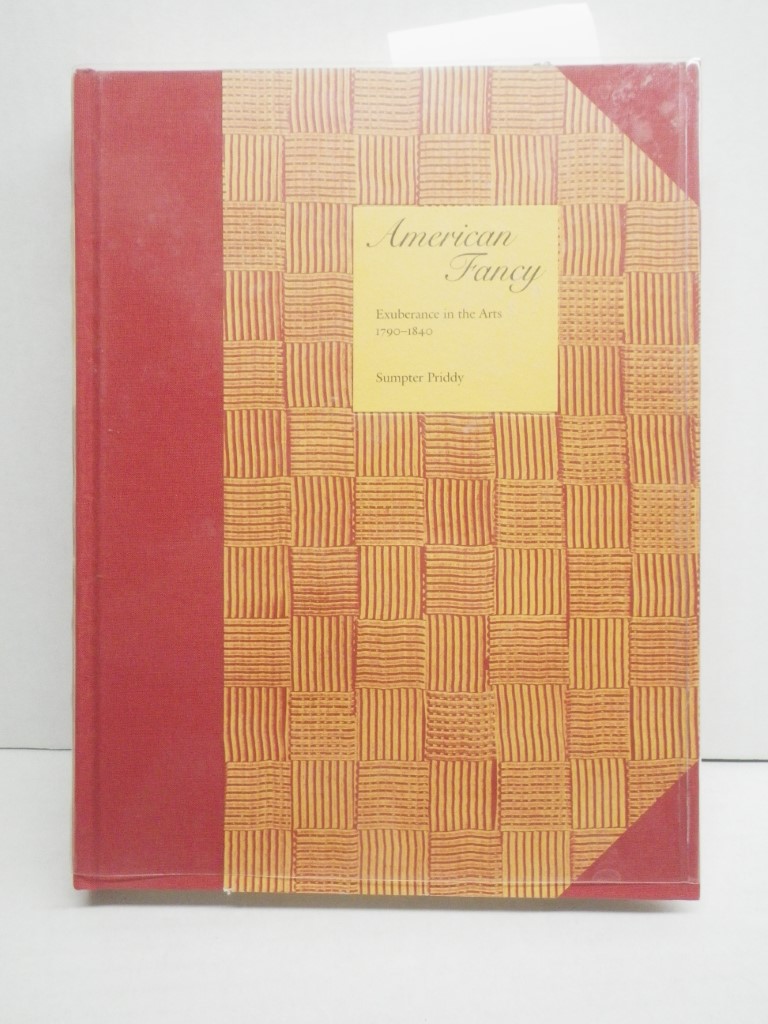 American
Fancy
Exuberance in the Arts
1790–1840
Sumpter Priddy